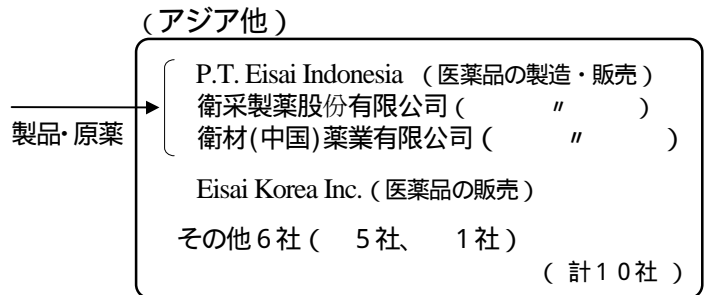 (アジア他)
P.T. Eisai Indonesia (医薬品の製造・販売)
衛采製薬股份有限公司( 〃 )
製品・原薬
衛材(中国)薬業有限公司( 〃 )
Eisai Korea Inc. (医薬品の販売)
その他6社( 5社、 1社)
(計10社)